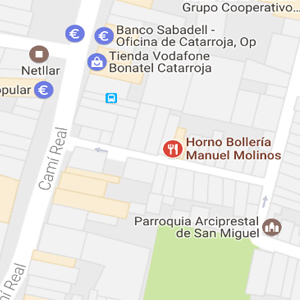 Grupo Cooperativo…
Banco Sabadell -
Oficina de Catarroja, Op
Tienda Vodafone
Bonatel Catarroja
Netllar
opular
Camí Real
Horno Bollería
Manuel Molinos
Parroquia Arciprestal
de San Miguel
Camí Real